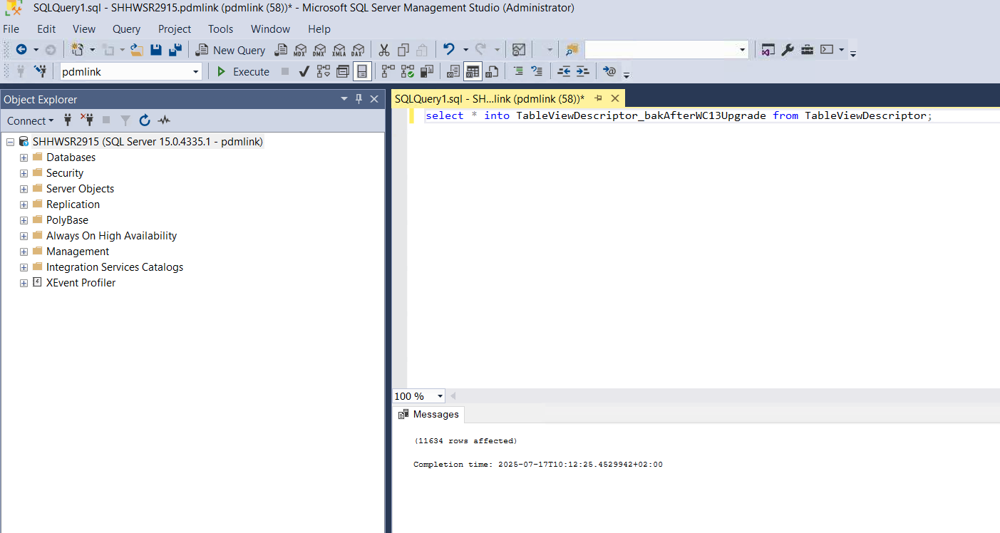 SQLQuery1.sql - SHHWSR2915.pdmlink (pdmlink (58))* - Microsoft SQL Server Management Studio (Administrator)
File Edit View Query Project Tools Window Help
New Query MDX DMX XMLA DAX
pdmlink Execute
Object Explorer
SQLQuery1.sql - SH...link (pdmlink (58))*
Connect
select * into TableViewDescriptor_bakAfterWC13Upgrade from TableViewDescriptor;
SHHWSR2915 (SQL Server 15.0.4335.1 - pdmlink)
Databases
Security
Server Objects
Replication
PolyBase
Always On High Availability
Management
Integration Services Catalogs
XEvent Profiler
100 %
Messages
(11634 rows affected)
Completion time: 2025-07-17T10:12:25.4529942+02:00